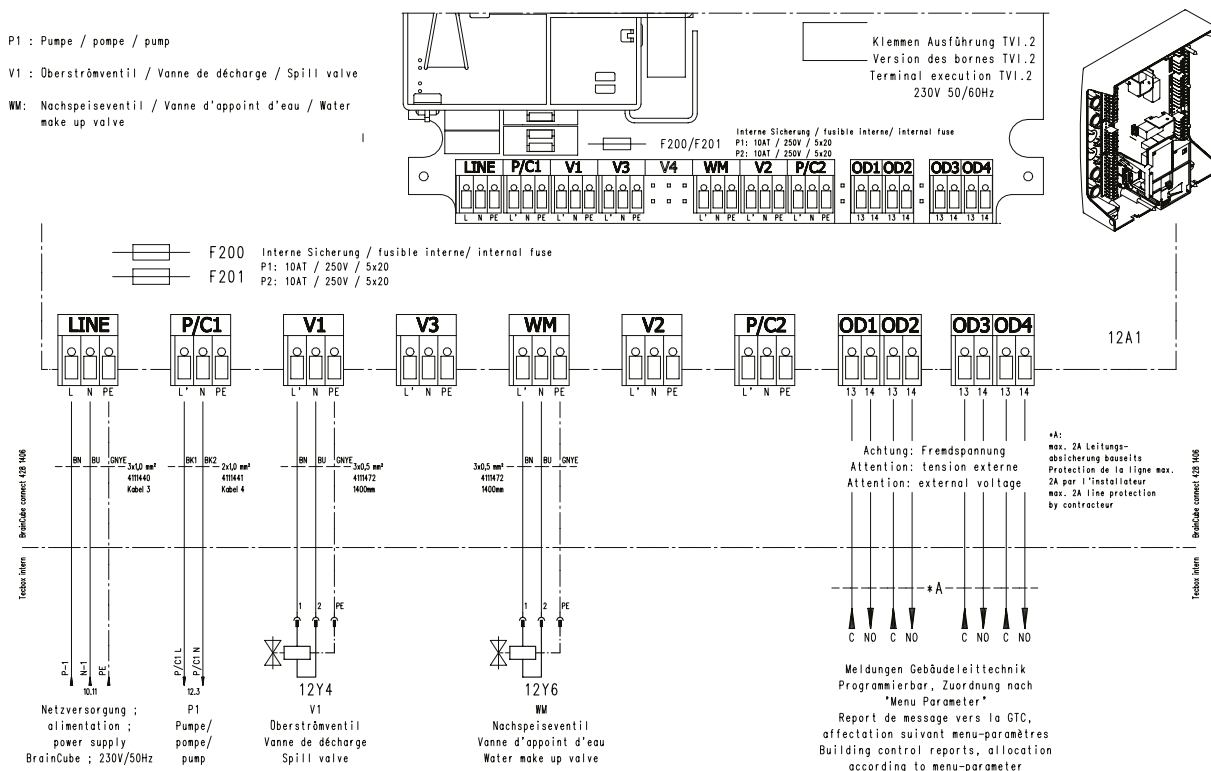 P1 : Pumpe / pompe / pump
V1 : Überströmventil / Vanne de décharge / Spill valve
WM: Nachspeiseventil / Vanne d'appoint d'eau / Water
make up valve
Klemmen Ausführung TV1.2
Version des bornes TV1.2
Terminal execution TV1.2
230V 50/60Hz
F200/F201
Interne Sicherung / fusible interne/ internal fuse
P1: 10AT / 250V / 5x20
P2: 10AT / 250V / 5x20
LINE P/C1 V1 V3 V4 WM V2 P/C2 OD1 OD2 OD3 OD4
L N PE L' N PE L' N PE L' N PE L' N PE L' N PE L' N PE 13 14 13 14 13 14 13 14
F200
F201
Interne Sicherung / fusible interne/ internal fuse
P1: 10AT / 250V / 5x20
P2: 10AT / 250V / 5x20
LINE P/C1 V1 V3 WM V2 P/C2 OD1 OD2 OD3 OD4
12A1
L N PE L' N PE L' N PE L' N PE L' N PE L' N PE L' N PE 13 14 13 14 13 14 13 14
BN BU GNYE
3x1,0 mm²
4111440
Kabel 3
BK1 BK2
2x1,0 mm²
4111441
Kabel 4
BN BU GNYE
3x0,5 mm²
4111472
1400mm
BN BU GNYE
3x0,5 mm²
4111472
1400mm
Achtung: Fremdspannung
Attention: tension externe
Attention: external voltage
*A:
max. 2A Leitungs-
absicherung bauseits
Protection de la ligne max.
2A par l'installateur
max. 2A line protection
by contracteur
BrainCube connect 428 1406
Tecbox intern
BrainCube connect 428 1406
Tecbox intern
*A
1 2 PE
1 2 PE
C NO C NO C NO C NO
P-1 N-1 PE
10.11
P/C1 L P/C1 N
12.3
12Y4
12Y6
Netzversorgung ;
alimentation ;
power supply
BrainCube ; 230V/50Hz
P1
Pumpe/
pompe/
pump
V1
Überströmventil
Vanne de décharge
Spill valve
WM
Nachspeiseventil
Vanne d'appoint d'eau
Water make up valve
Meldungen Gebäudeleittechnik
Programmierbar, Zuordnung nach
"Menu Parameter"
Report de message vers la GTC,
affectation suivant menu-paramètres
Building control reports, allocation
according to menu-parameter